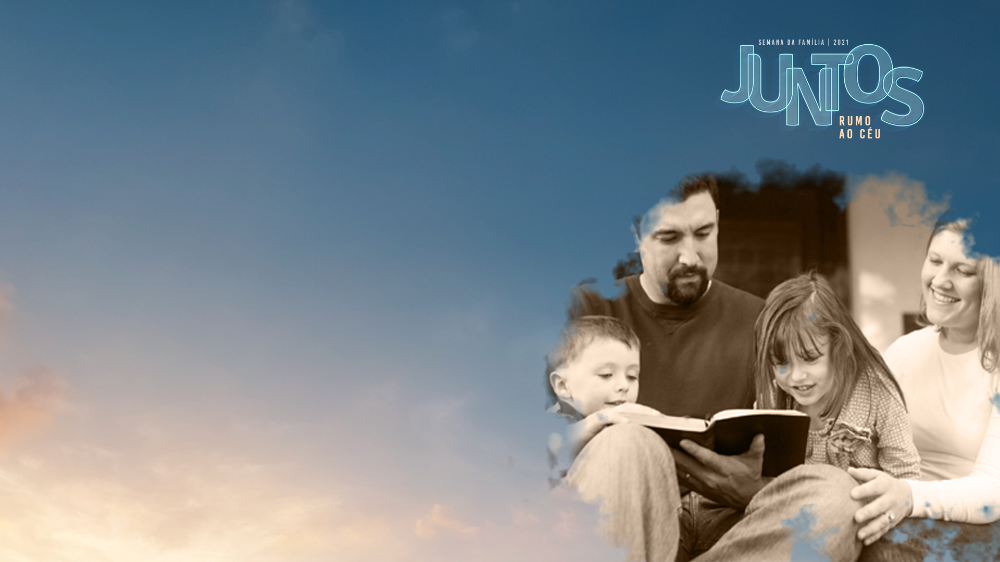 SEMANA DA FAMÍLIA | 2021
JUNTOS
RUMO
AO CÉU